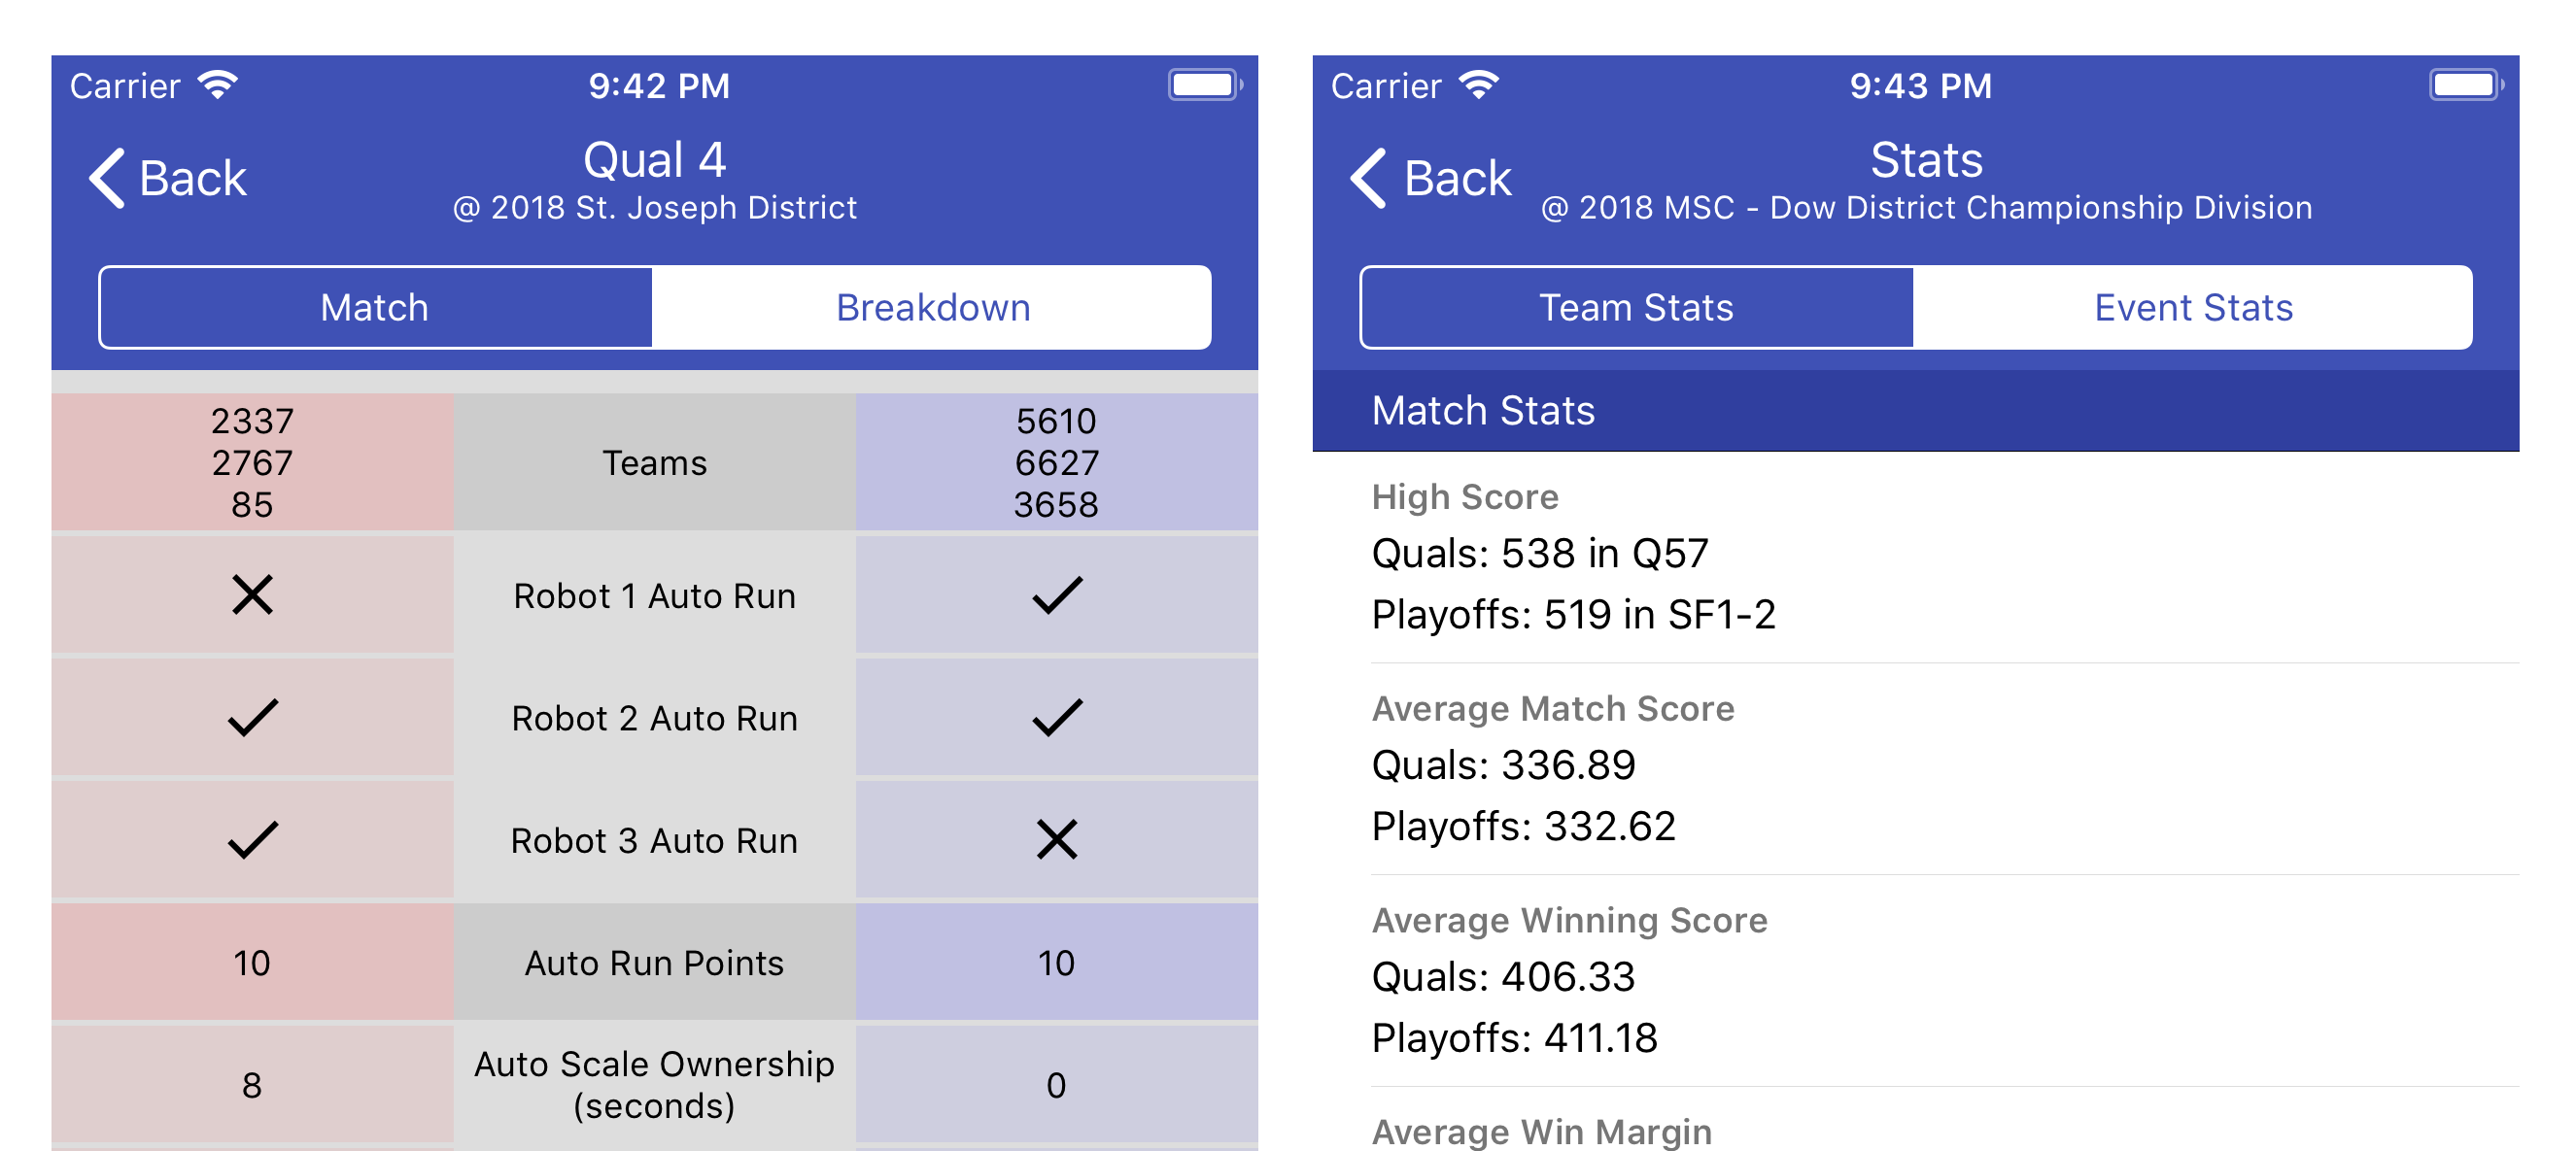 Carrier
9:42 PM
Back
Qual 4
@ 2018 St. Joseph District
Match
Breakdown
2337
2767
85
Teams
5610
6627
3658
Robot 1 Auto Run
Robot 2 Auto Run
Robot 3 Auto Run
10
Auto Run Points
10
8
Auto Scale Ownership
(seconds)
0
Carrier
9:43 PM
Back
Stats
@ 2018 MSC - Dow District Championship Division
Team Stats
Event Stats
Match Stats
High Score
Quals: 538 in Q57
Playoffs: 519 in SF1-2
Average Match Score
Quals: 336.89
Playoffs: 332.62
Average Winning Score
Quals: 406.33
Playoffs: 411.18
Average Win Margin